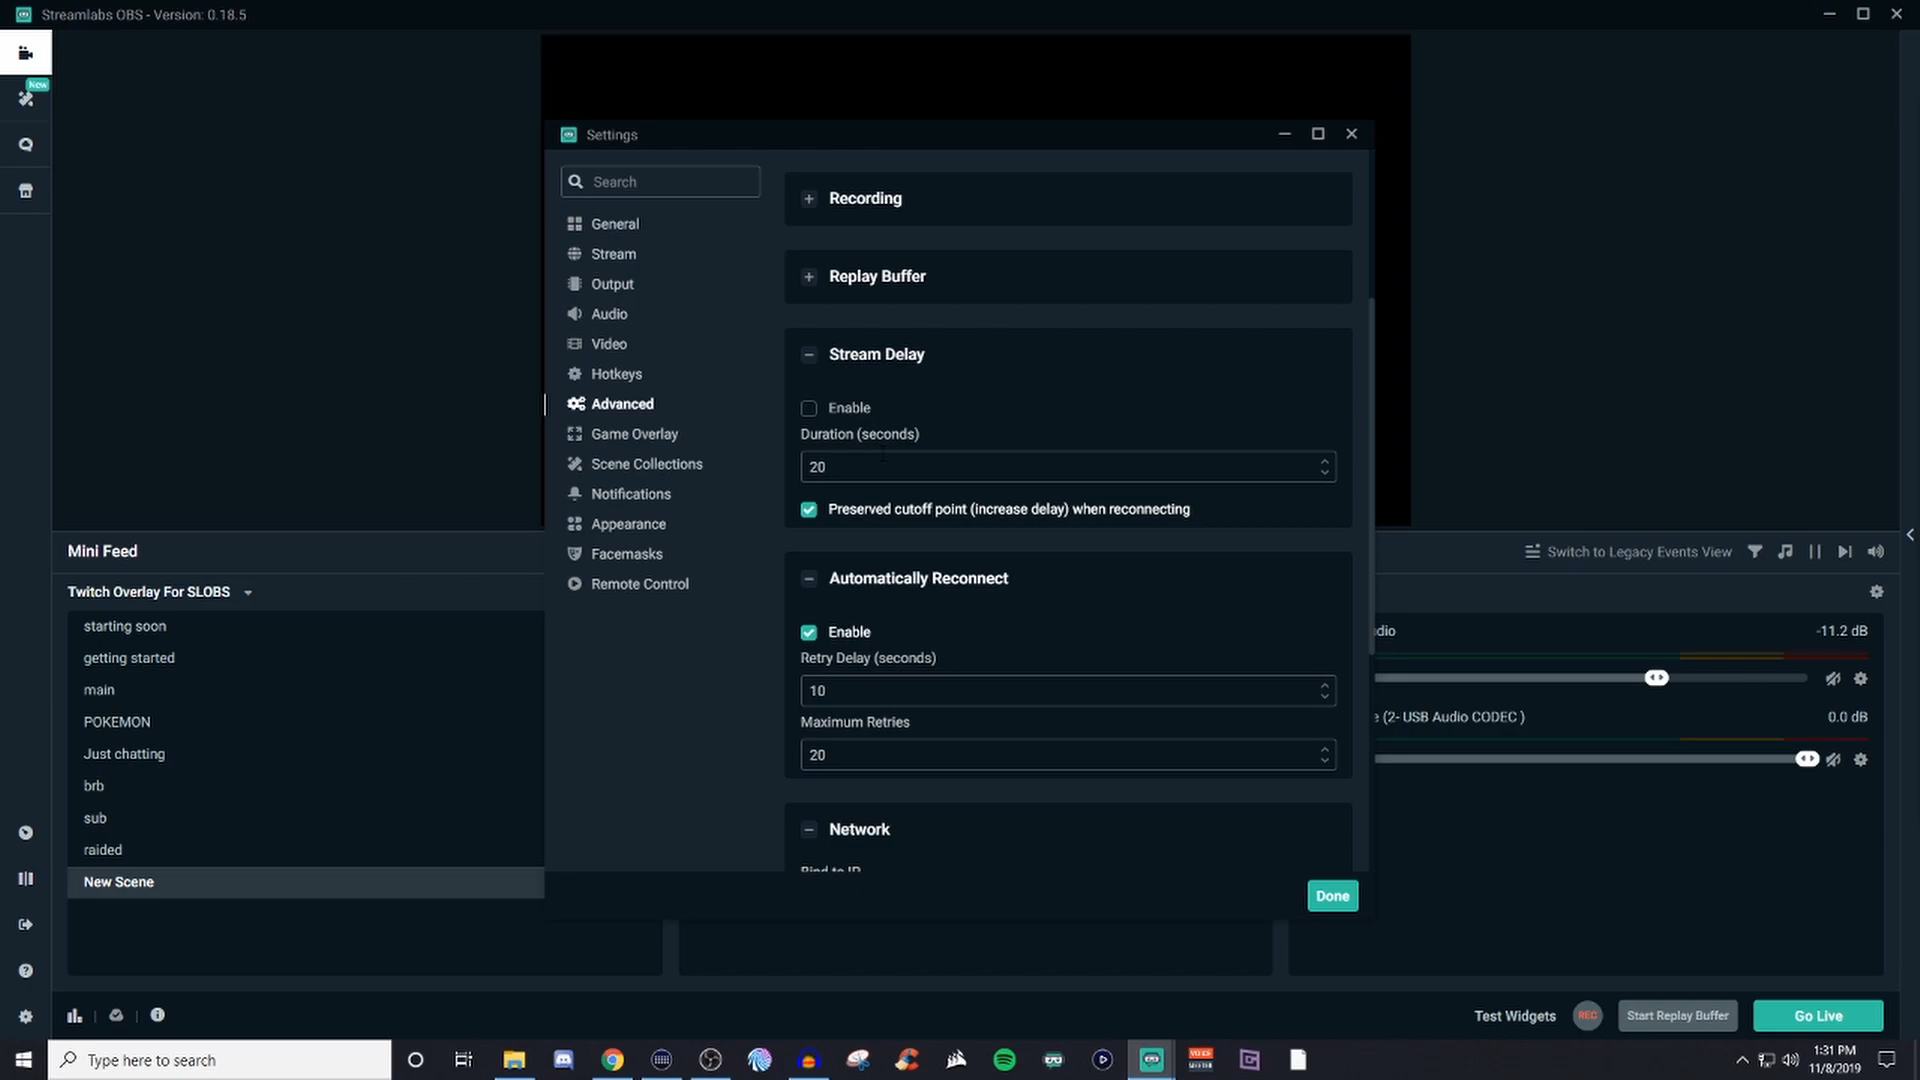 Streamlabs OBS - Version: 0.18.5
New
Settings
Search
General
Stream
Output
Audio
Video
Hotkeys
Advanced
Game Overlay
Scene Collections
Notifications
Appearance
Facemasks
Remote Control
Recording
Replay Buffer
Stream Delay
Enable
Duration (seconds)
20
Preserved cutoff point (increase delay) when reconnecting
Automatically Reconnect
Enable
Retry Delay (seconds)
10
Maximum Retries
20
Network
Bind to IP
Done
Mini Feed
Switch to Legacy Events View
Twitch Overlay For SLOBS
starting soon
getting started
main
POKEMON
Just chatting
brb
sub
raided
New Scene
dio
-11.2 dB
e (2- USB Audio CODEC )
0.0 dB
Test Widgets
REC
Start Replay Buffer
Go Live
Type here to search
1:31 PM
11/8/2019